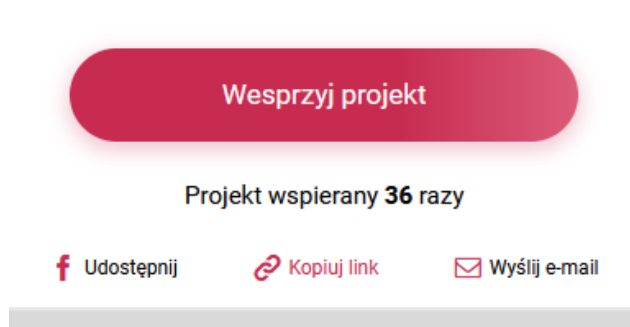 Wesprzyj projekt
Projekt wspierany 36 razy
Udostępnij Kopiuj link Wyślij e-mail